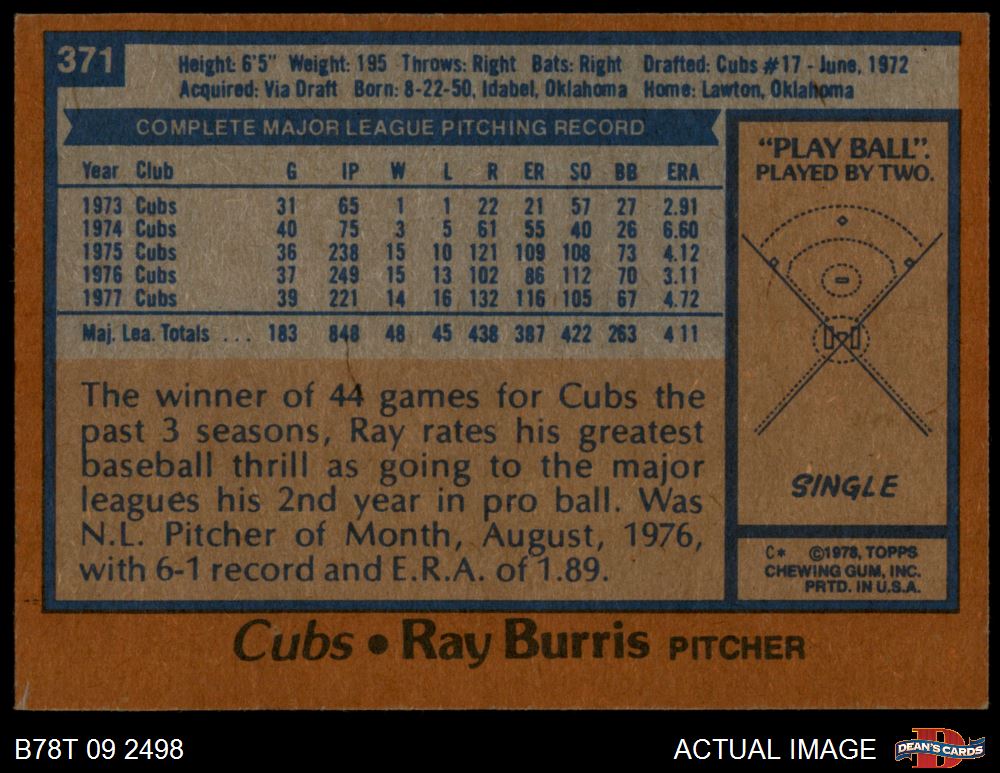 371
Height: 6'5" Weight: 195 Throws: Right Bats: Right Drafted: Cubs #17 - June, 1972
Acquired: Via Draft Born: 8-22-50, Idabel, Oklahoma Home: Lawton, Oklahoma
COMPLETE MAJOR LEAGUE PITCHING RECORD
Year Club G IP W L R ER SO BB ERA
1973 Cubs 31 65 1 1 22 21 57 27 2.91
1974 Cubs 40 75 3 5 61 55 40 26 6.60
1975 Cubs 36 238 15 10 121 109 108 73 4.12
1976 Cubs 37 249 15 13 102 86 112 70 3.11
1977 Cubs 39 221 14 16 132 116 105 67 4.72
Maj. Lea. Totals ... 183 848 48 45 438 387 422 263 4 11
The winner of 44 games for Cubs the
past 3 seasons, Ray rates his greatest
baseball thrill as going to the major
leagues his 2nd year in pro ball. Was
N.L. Pitcher of Month, August, 1976,
with 6-1 record and E.R.A. of 1.89.
"PLAY BALL".
PLAYED BY TWO.
SINGLE
C* ©1978, TOPPS
CHEWING GUM, INC.
PRTD. IN U.S.A.
Cubs • Ray Burris PITCHER
B78T 09 2498
ACTUAL IMAGE
D
DEAN'S CARDS